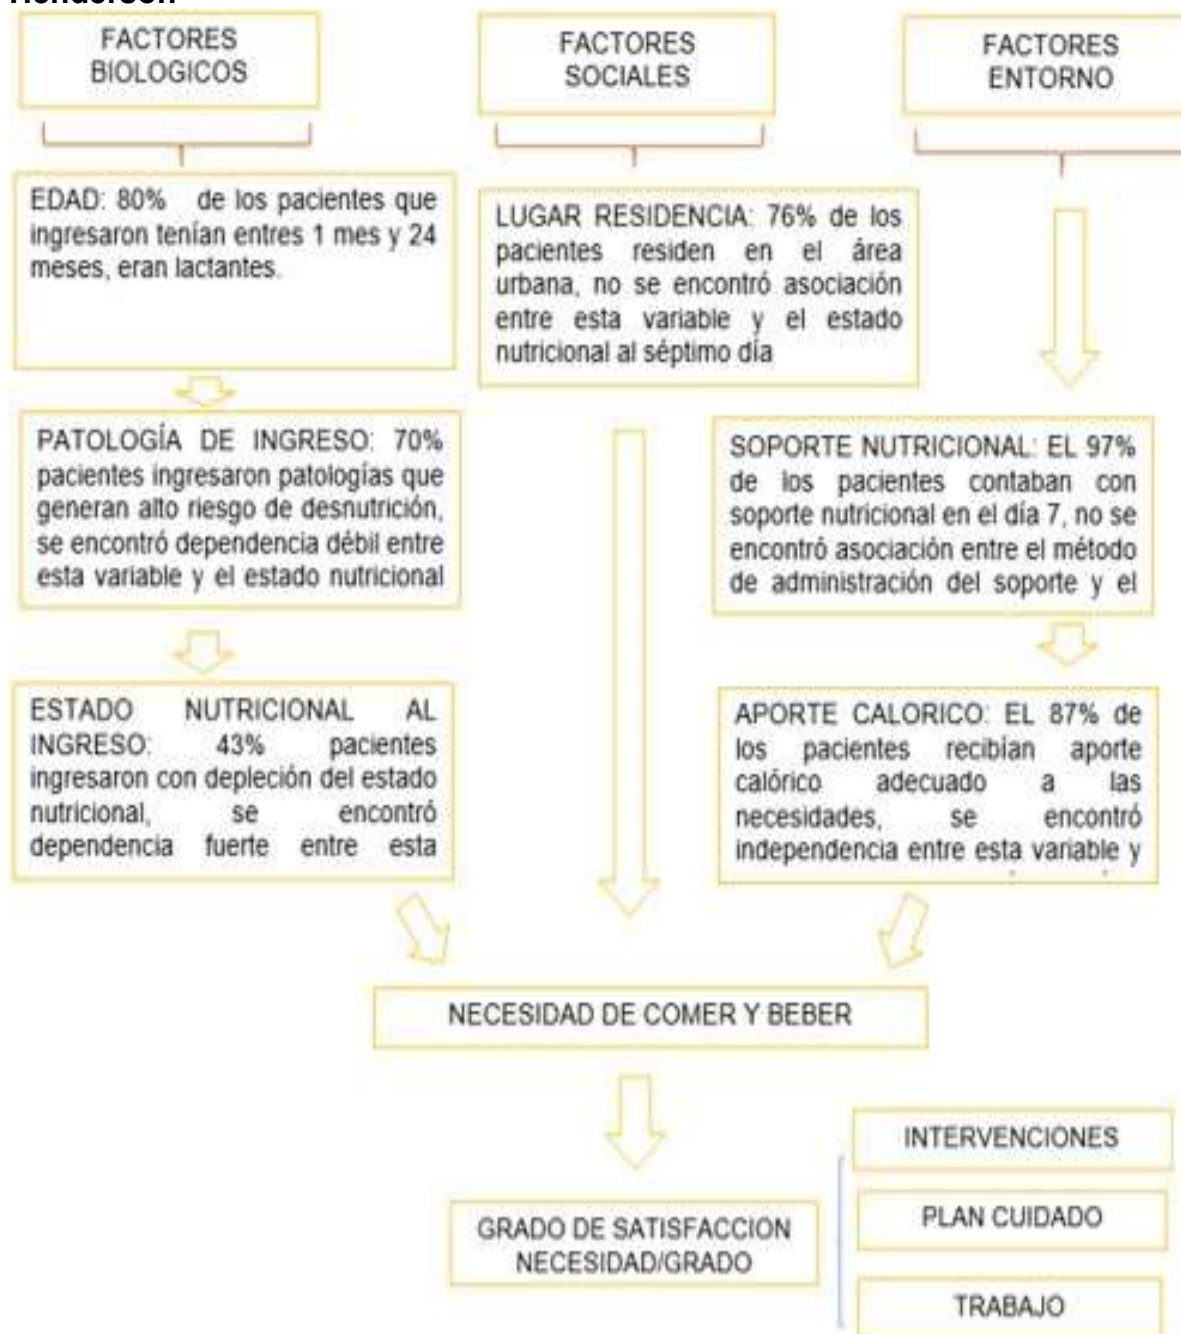 Henderson
FACTORES
BIOLOGICOS
FACTORES
SOCIALES
FACTORES
ENTORNO
EDAD: 80% de los pacientes que
ingresaron tenían entres 1 mes y 24
meses, eran lactantes.
LUGAR RESIDENCIA: 76% de los
pacientes residen en el área
urbana, no se encontró asociación
entre esta variable y el estado
nutricional al séptimo día
PATOLOGÍA DE INGRESO: 70%
pacientes ingresaron patologías que
generan alto riesgo de desnutrición,
se encontró dependencia débil entre
esta variable y el estado nutricional
SOPORTE NUTRICIONAL: EL 97%
de los pacientes contaban con
soporte nutricional en el día 7, no se
encontró asociación entre el método
de administración del soporte y el
ESTADO NUTRICIONAL AL
INGRESO: 43% pacientes
ingresaron con depleción del estado
nutricional, se encontró
dependencia fuerte entre esta
APORTE CALORICO: EL 87% de
los pacientes recibían aporte
calórico adecuado a las
necesidades, se encontró
independencia entre esta variable y
NECESIDAD DE COMER Y BEBER
GRADO DE SATISFACCION
NECESIDAD/GRADO
INTERVENCIONES
PLAN CUIDADO
TRABAJO